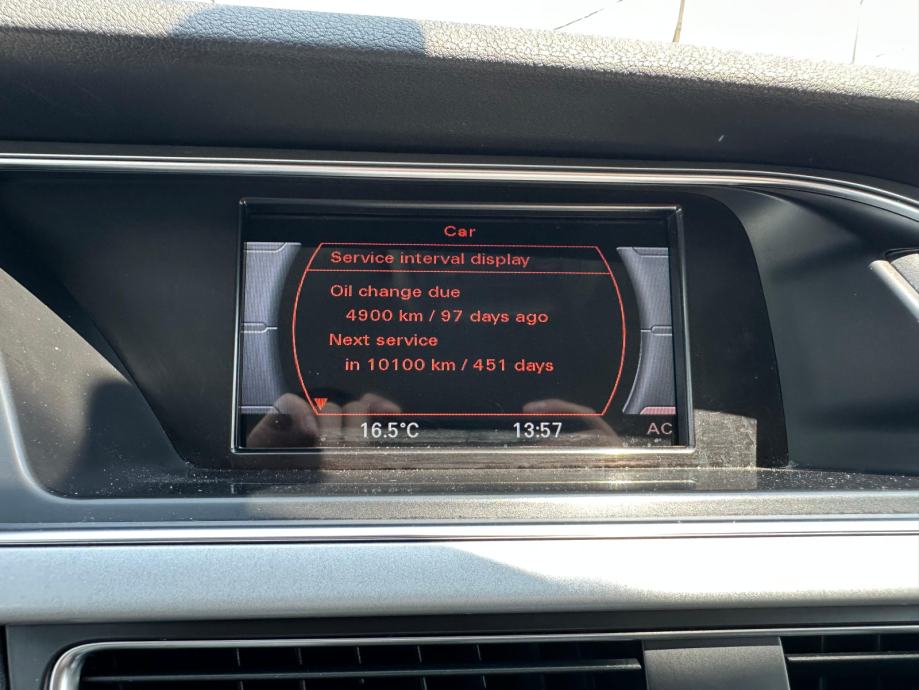 Car
Service interval display
Oil change due
4900 km / 97 days ago
Next service
in 10100 km / 451 days
16.5°C 13:57 AC